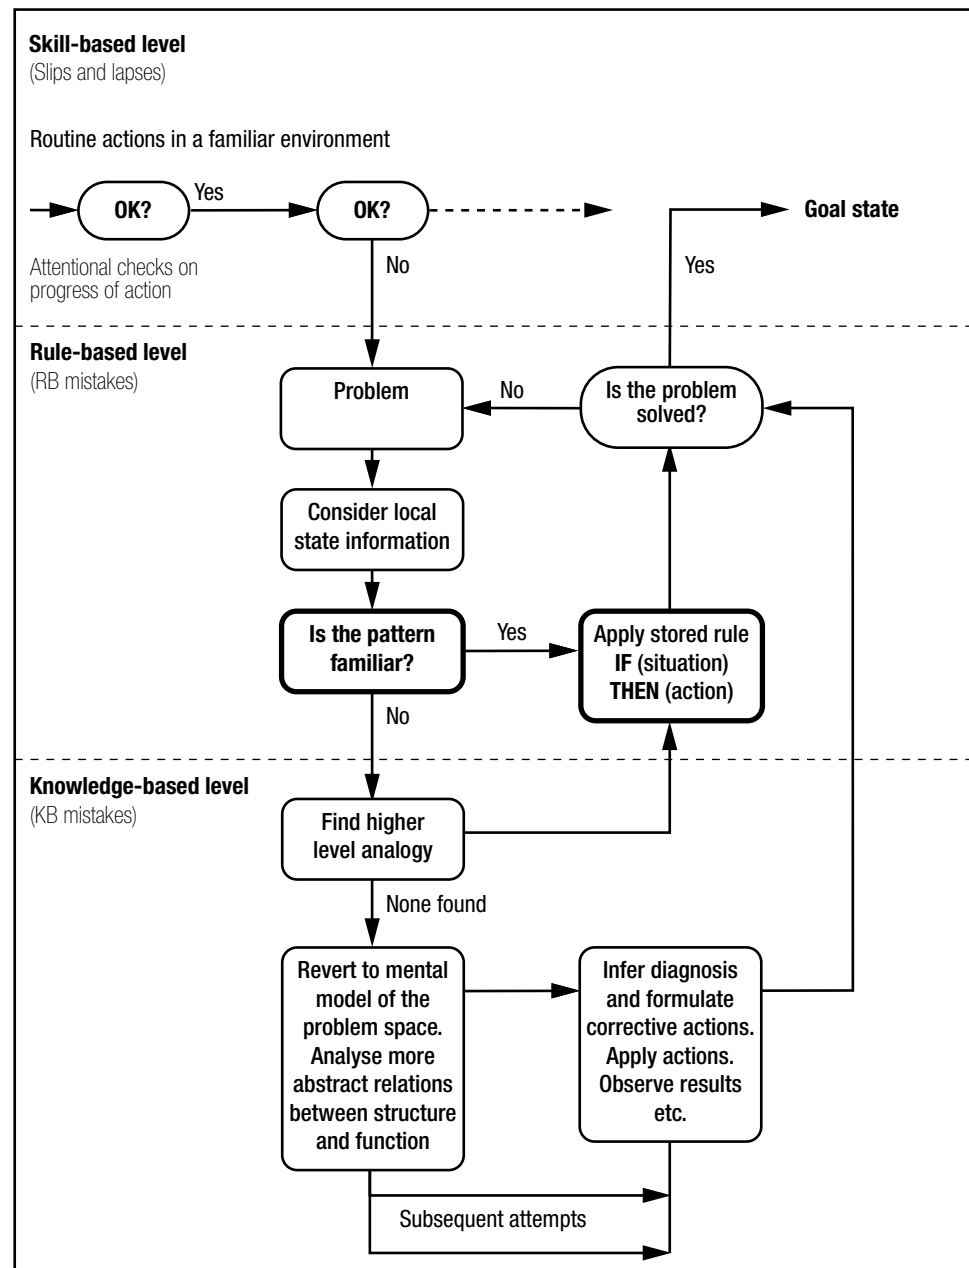 Skill-based level
(Slips and lapses)
Routine actions in a familiar environment
OK?
Yes
OK?
Goal state
Attentional checks on
progress of action
No
Yes
Rule-based level
(RB mistakes)
Problem
No
Is the problem
solved?
Consider local
state information
Is the pattern
familiar?
Yes
Apply stored rule
IF (situation)
THEN (action)
No
Knowledge-based level
(KB mistakes)
Find higher
level analogy
None found
Revert to mental
model of the
problem space.
Analyse more
abstract relations
between structure
and function
Infer diagnosis
and formulate
corrective actions.
Apply actions.
Observe results
etc.
Subsequent attempts